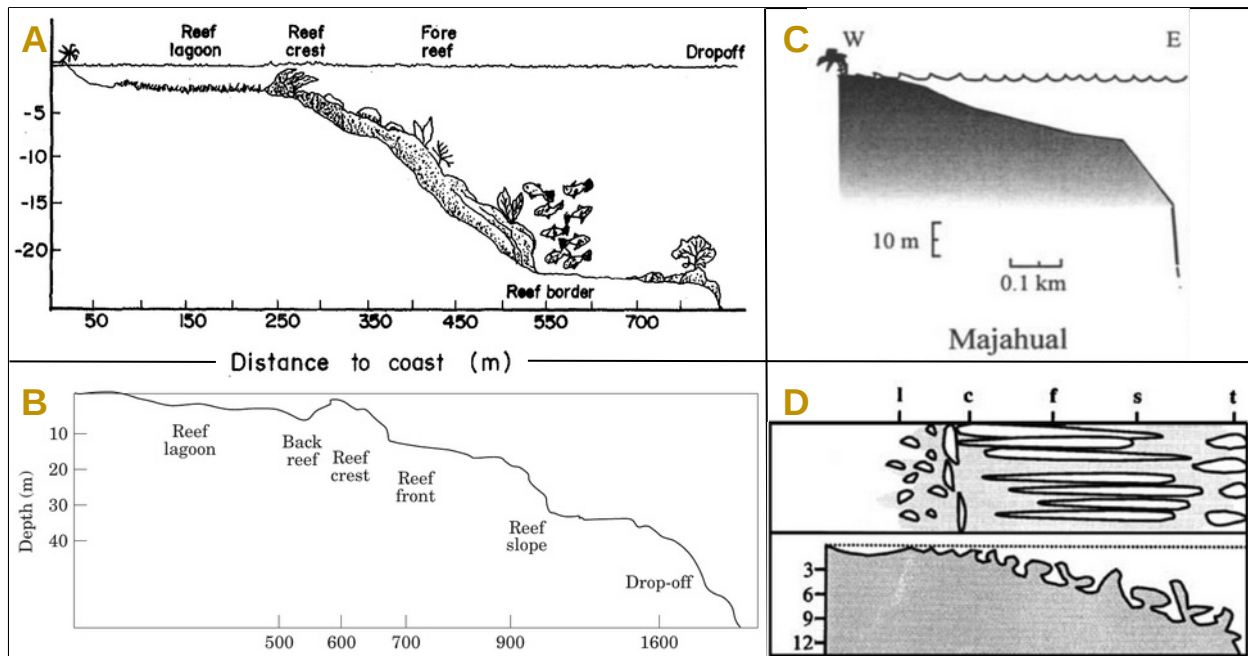 A
Reef
lagoon
Reef
crest
Fore
reef
Dropoff
-5
-10
-15
-20
Reef border
50
150
250
350
450
550
700
Distance to coast (m)
C
W
E
10 m
0.1 km
Majahual
B
Depth (m)
10
20
30
40
Reef
lagoon
Back
reef
Reef
crest
Reef
front
Reef
slope
Drop-off
500
600
700
900
1600
D
l c f s t
3
6
9
12